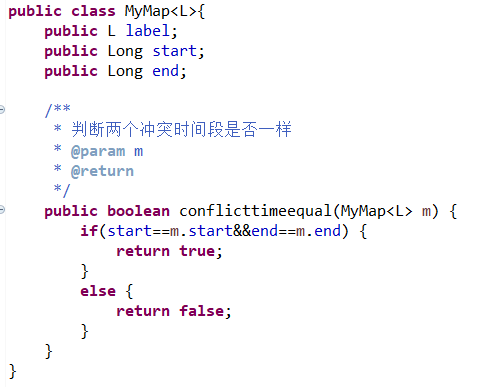 public class MyMap<L>{
    public L label;
    public Long start;
    public Long end;

    /**
     * 判断两个冲突时间段是否一样
     * @param m
     * @return
     */
    public boolean conflicttimeequal(MyMap<L> m) {
        if(start==m.start&&end==m.end) {
            return true;
        }
        else {
            return false;
        }
    }
}